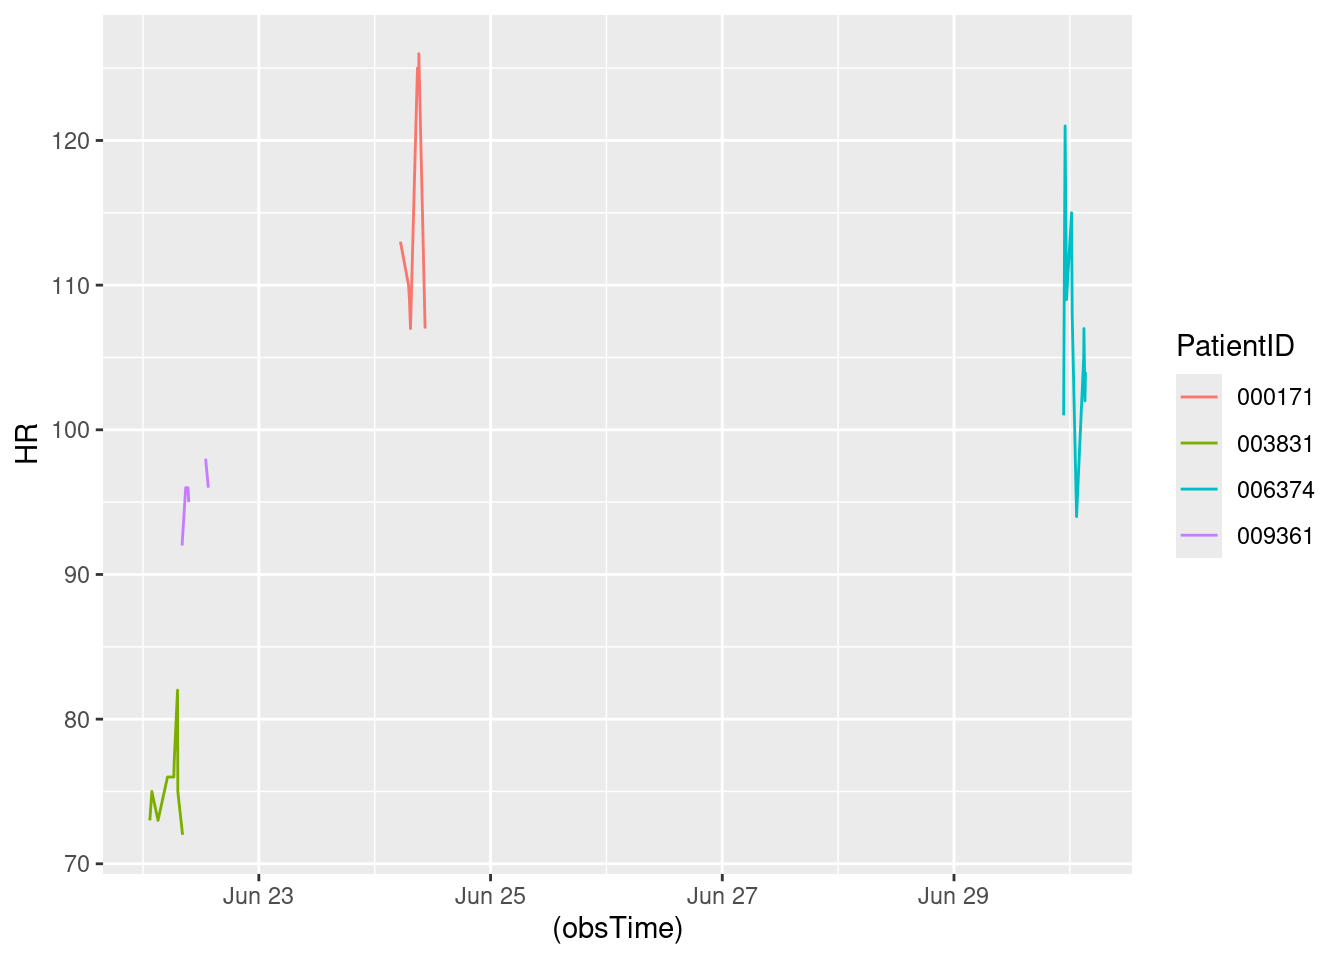 120
110
100
90
80
70
HR
Jun 23
Jun 25
Jun 27
Jun 29
(obsTime)
PatientID
000171
003831
006374
009361